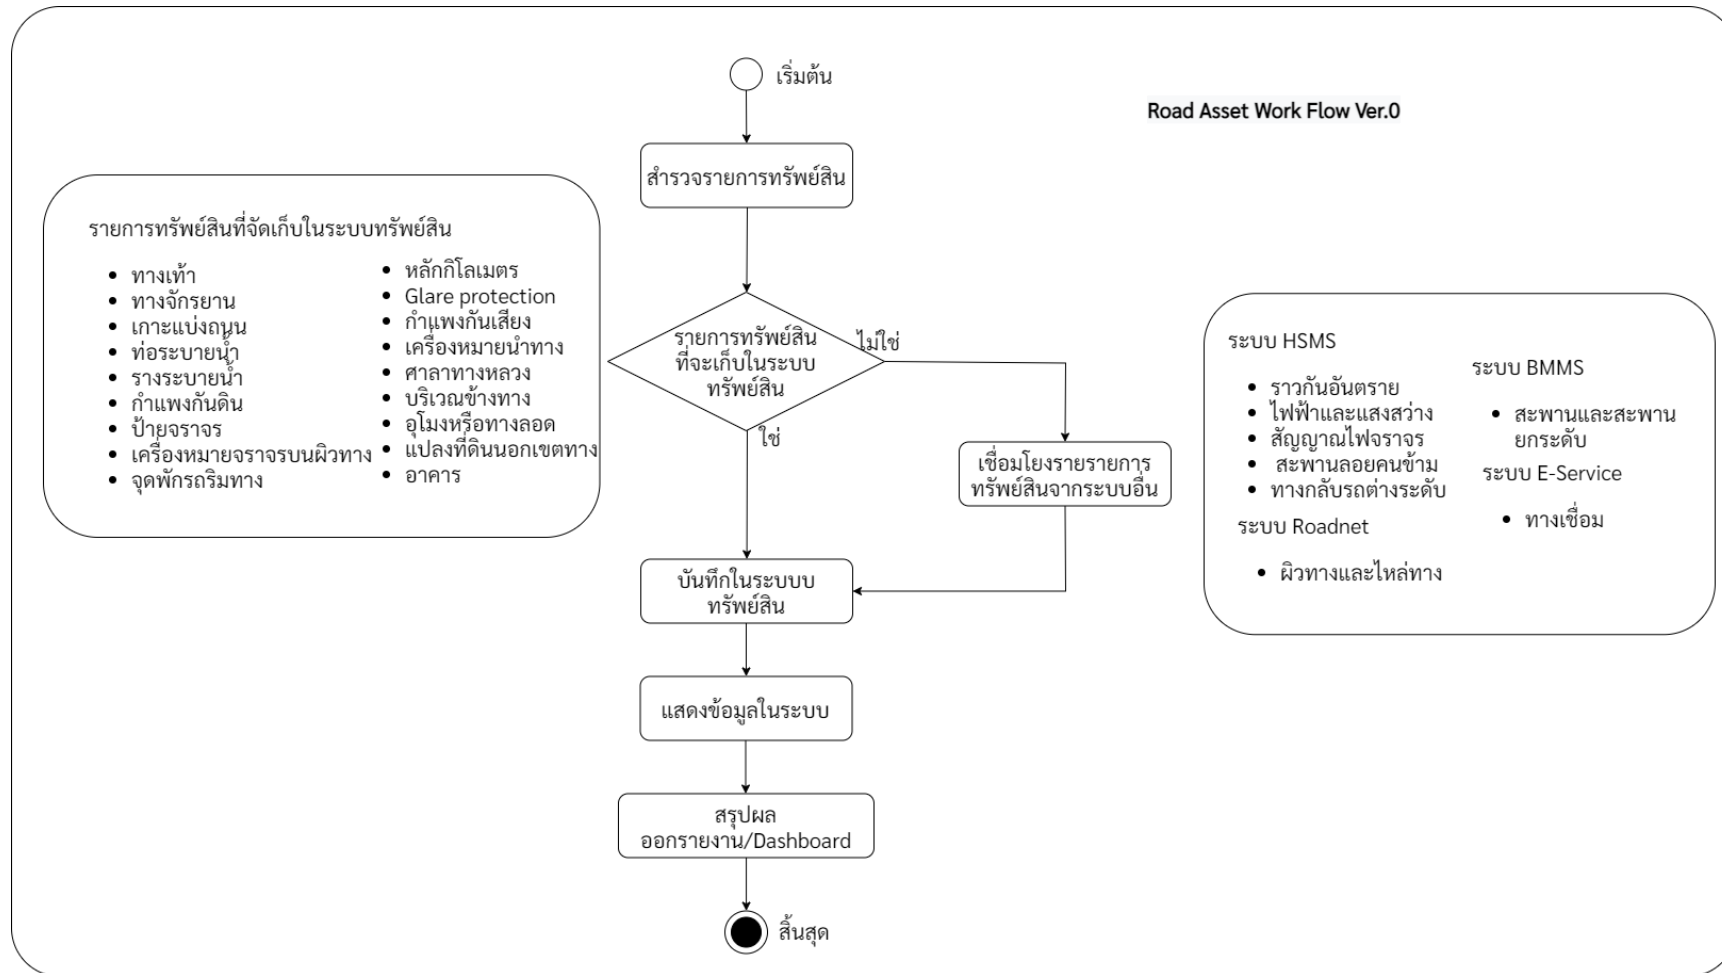 เริ่มต้น
Road Asset Work Flow Ver.0
สำรวจรายการทรัพย์สิน
รายการทรัพย์สินที่จัดเก็บในระบบทรัพย์สิน
ทางเท้า
ทางจักรยาน
เกาะแบ่งถนน
ท่อระบายน้ำ
รางระบายน้ำ
กำแพงกันดิน
ป้ายจราจร
เครื่องหมายจราจรบนผิวทาง
จุดพักรถริมทาง
หลักกิโลเมตร
Glare protection
กำแพงกันเสียง
เครื่องหมายนำทาง
ศาลาทางหลวง
บริเวณข้างทาง
อุโมงหรือทางลอด
แปลงที่ดินนอกเขตทาง
อาคาร
รายการทรัพย์สิน
ที่จะเก็บในระบบ
ทรัพย์สิน
ไม่ใช่
ใช่
เชื่อมโยงรายรายการ
ทรัพย์สินจากระบบอื่น
ระบบ HSMS
ราวกันอันตราย
ไฟฟ้าและแสงสว่าง
สัญญาณไฟจราจร
สะพานลอยคนข้าม
ทางกลับรถต่างระดับ
ระบบ Roadnet
ผิวทางและไหล่ทาง
ระบบ BMMS
สะพานและสะพาน
ยกระดับ
ระบบ E-Service
ทางเชื่อม
บันทึกในระบบบ
ทรัพย์สิน
แสดงข้อมูลในระบบ
สรุปผล
ออกรายงาน/Dashboard
สิ้นสุด